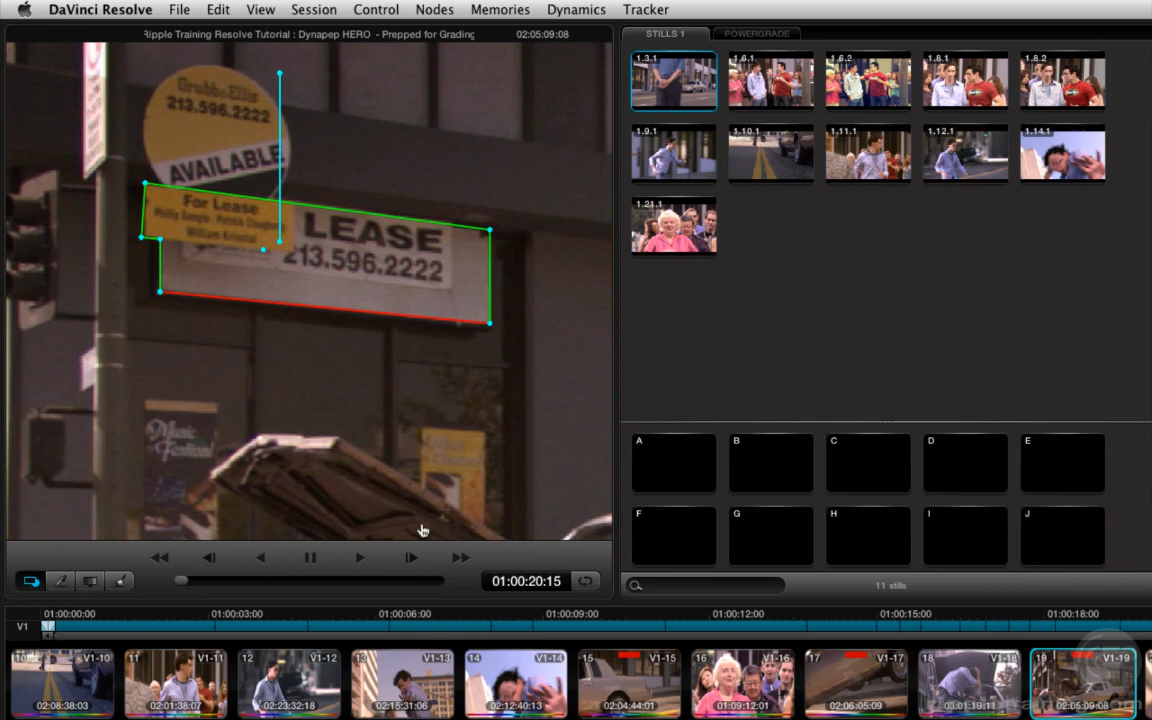 DaVinci Resolve File Edit View Session Control Nodes Memories Dynamics Tracker
Ripple Training Resolve Tutorial : Dynapep HERO - Prepped for Grading 02:05:09:08
STILLS 1 POWERGRADE
1.3.1 1.6.1 1.6.2 1.8.1 1.8.2
1.9.1 1.10.1 1.11.1 1.12.1 1.14.1
1.21.1
Grubb & Ellis
213.596.2222
AVAILABLE
For Lease
LEASE
213.596.2222
Music
Festival
A B C D E
F G H I J
01:00:20:15
11 stills
01:00:00:00 01:00:03:00 01:00:06:00 01:00:09:00 01:00:12:00 01:00:15:00 01:00:18:00
V1
10 V1-10 11 V1-11 12 V1-12 13 V1-13 14 V1-14 15 V1-15 16 V1-16 17 V1-17 18 V1-18 19 V1-19
02:08:38:03 02:01:38:07 02:23:32:18 02:15:31:06 02:12:40:13 02:04:44:01 01:09:12:01 02:06:05:09 03:01:19:11 02:05:09:08